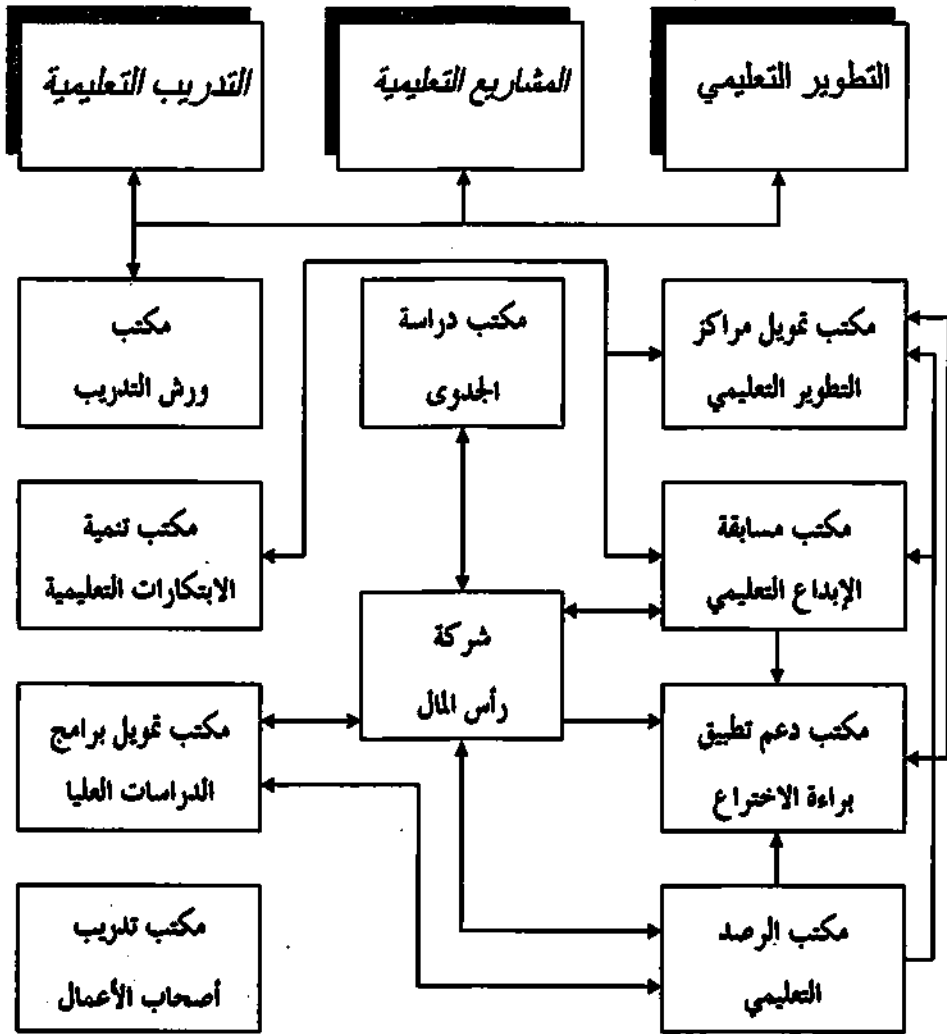 التطوير التعليمي
المشاريع التعليمية
التدريب التعليمية
مكتب تمويل مراكز
التطوير التعليمي
مكتب دراسة
الجدوى
مكتب
ورش التدريب
مكتب مسابقة
الإبداع التعليمي
مكتب تنمية
الابتكارات التعليمية
شركة
رأس المال
مكتب دعم تطبيق
براءة الاختراع
مكتب تمويل برامج
الدراسات العليا
مكتب الرصد
التعليمي
مكتب تدريب
أصحاب الأعمال